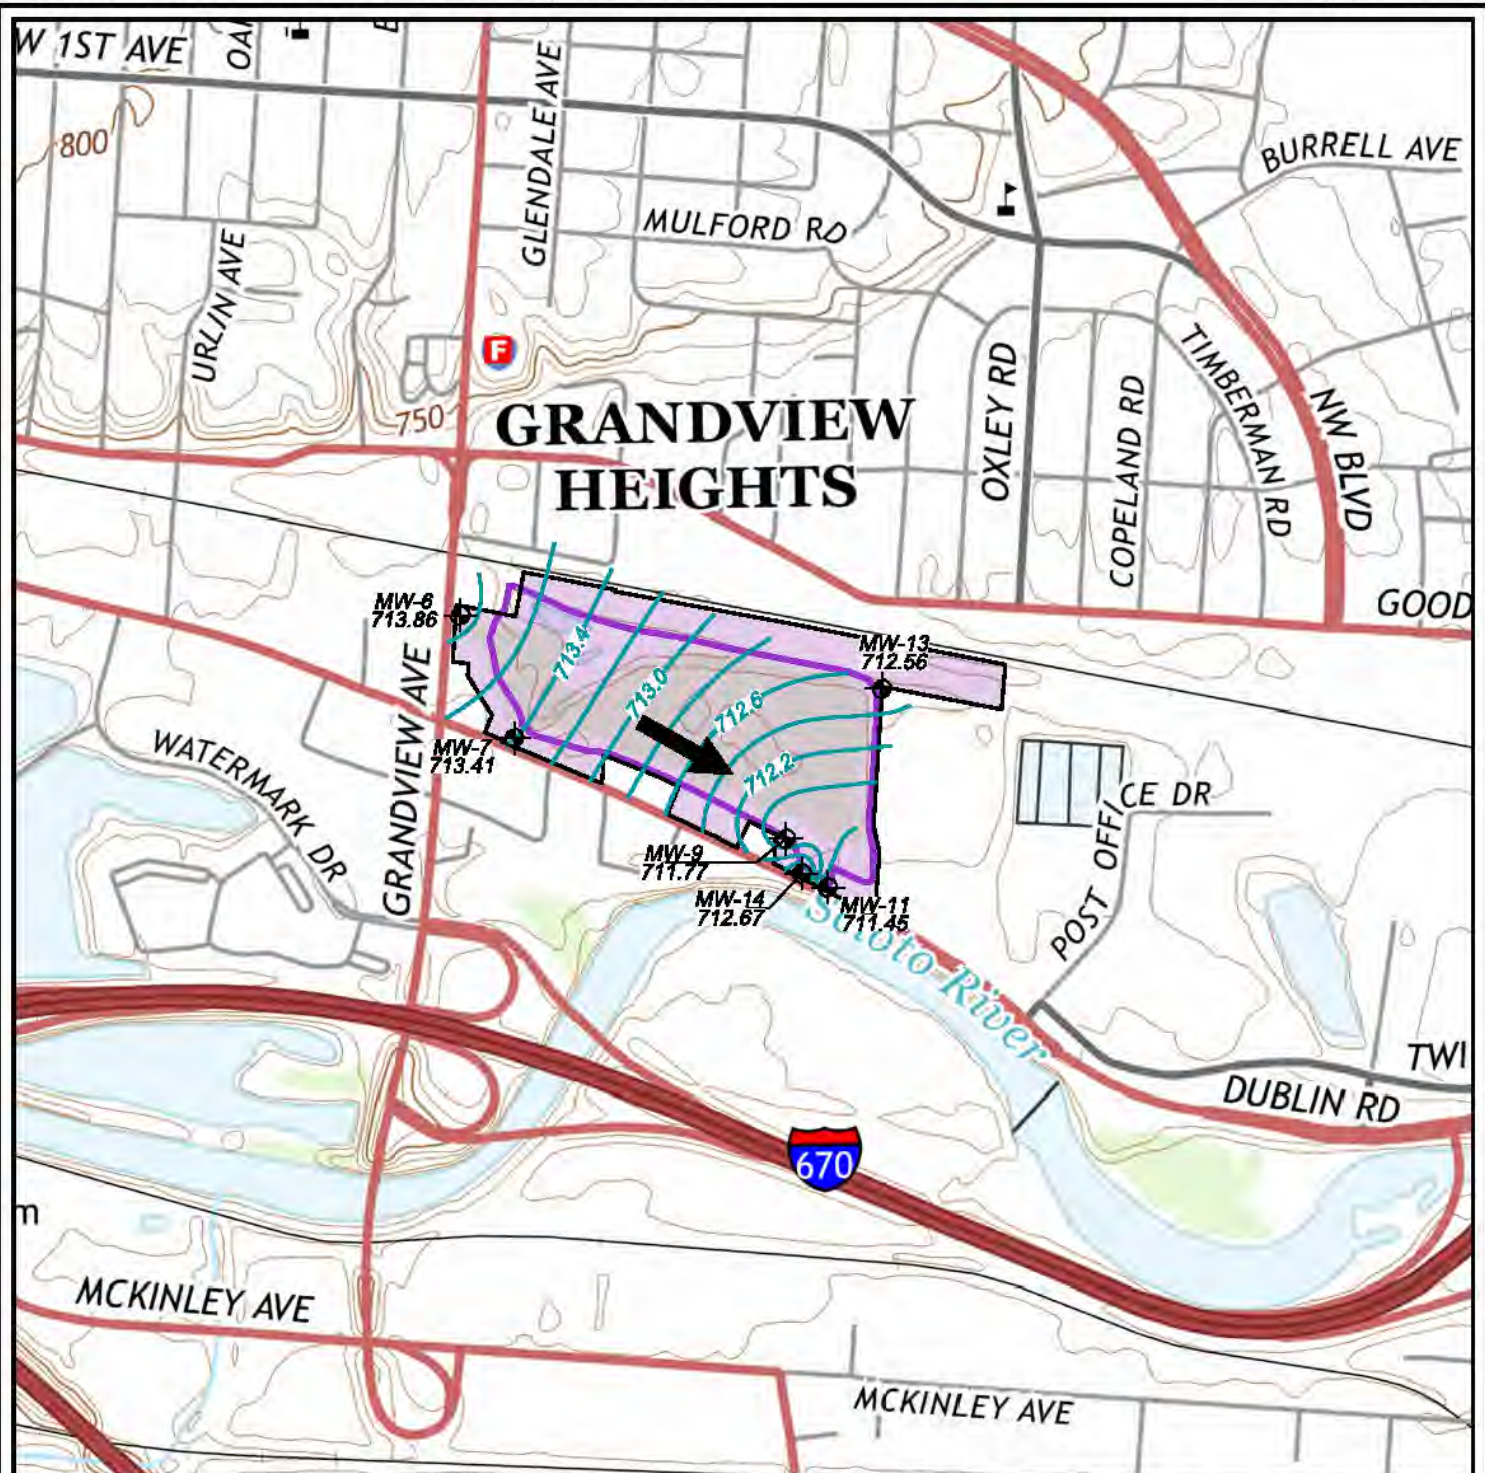 W 1ST AVE
GLENDALE AVE
800
BURRELL AVE
MULFORD RD
URLIN AVE
F
TIMBERMAN RD
OXLEY RD
COPELAND RD
NW BLVD
750
GRANDVIEW
HEIGHTS
GOOD
MW-6
713.86
MW-13
712.56
713.4
713.0
712.6
712.2
GRANDVIEW AVE
MW-7
713.41
WATERMARK DR
POST OFFICE DR
MW-9
711.77
MW-14
712.67
MW-11
711.45
Scioto River
TWI
DUBLIN RD
670
m
MCKINLEY AVE
MCKINLEY AVE